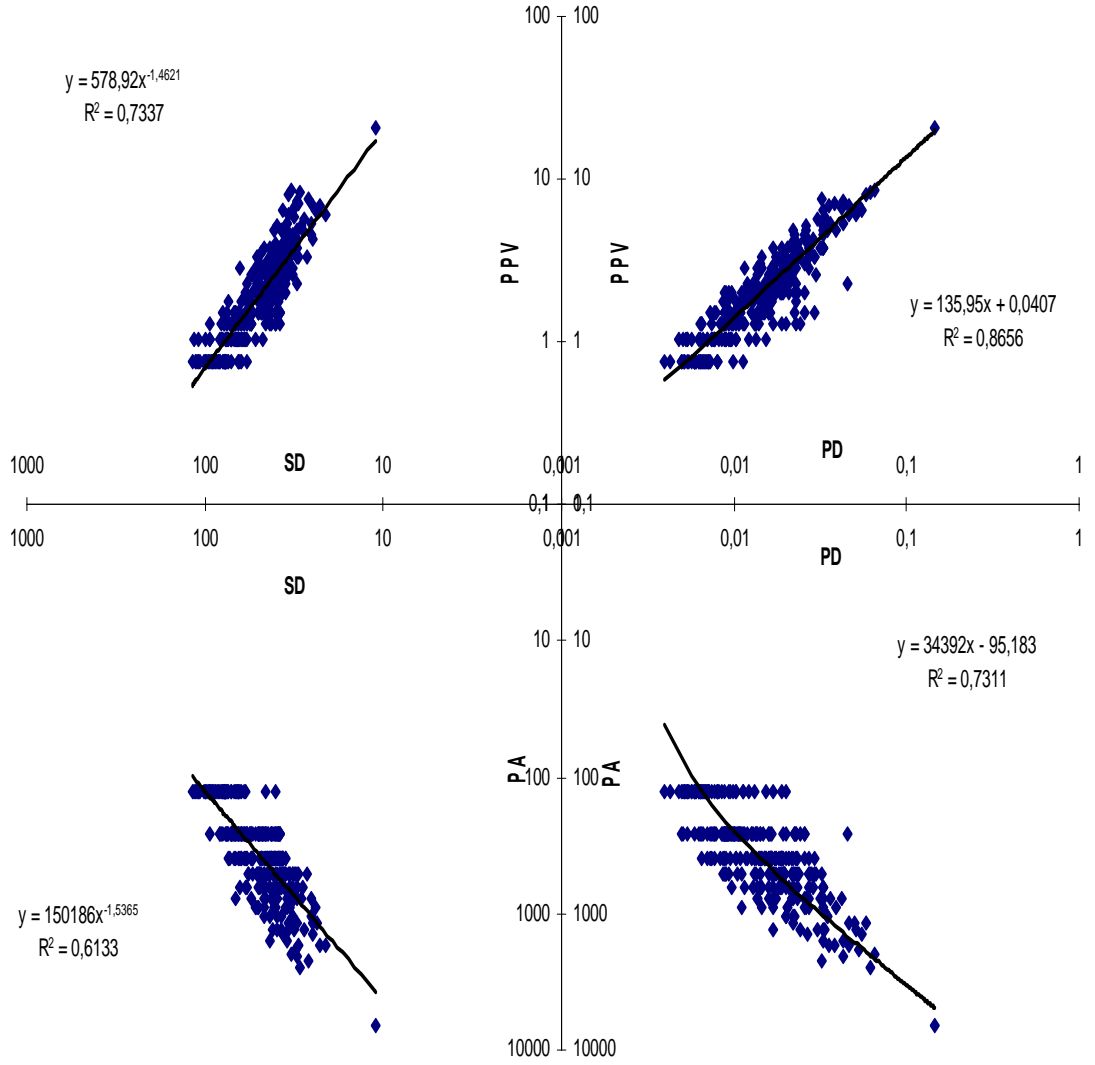 100 100
y = 578,92x^-1,4621
R² = 0,7337
10 10
PPV
PPV
y = 135,95x + 0,0407
R² = 0,8656
1 1
SD
PD
1000 100 10 1 0,001 0,01 0,1 1
0,1 0,1
1000 100 10 1 0,001 0,01 0,1 1
SD
PD
10 10
y = 34392x - 95,183
R² = 0,7311
PA
PA
100 100
y = 150186x^-1,5365
R² = 0,6133
1000 1000
10000 10000